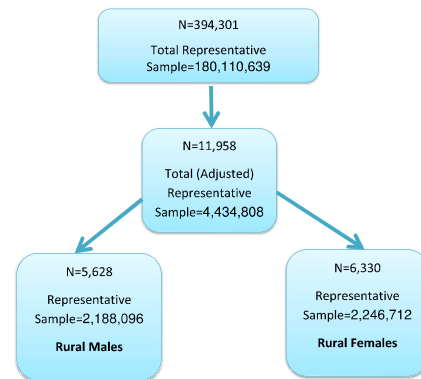 N=394,301
Total Representative
Sample=180,110,639
N=11,958
Total (Adjusted)
Representative
Sample=4,434,808
N=5,628
Representative
Sample=2,188,096
Rural Males
N=6,330
Representative
Sample=2,246,712
Rural Females